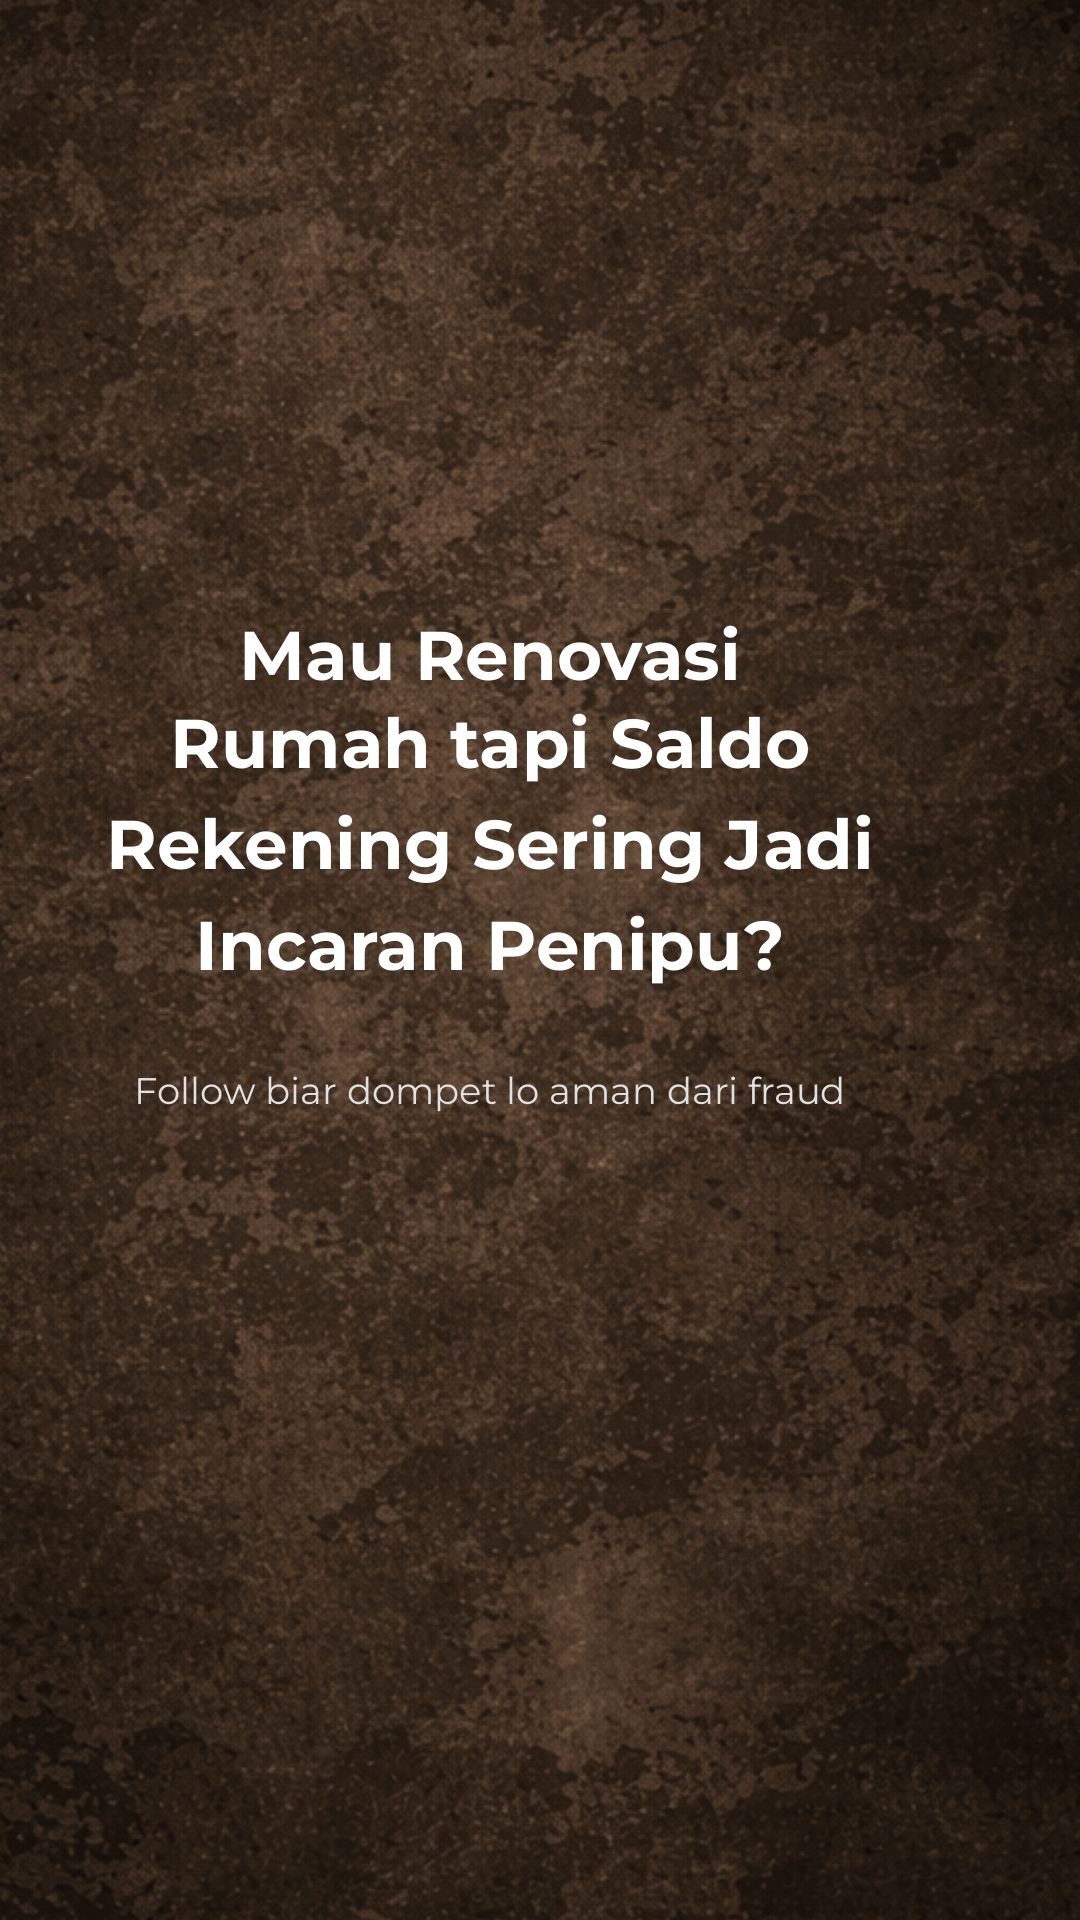 Mau Renovasi
Rumah tapi Saldo
Rekening Sering Jadi
Incaran Penipu?
Follow biar dompet lo aman dari fraud